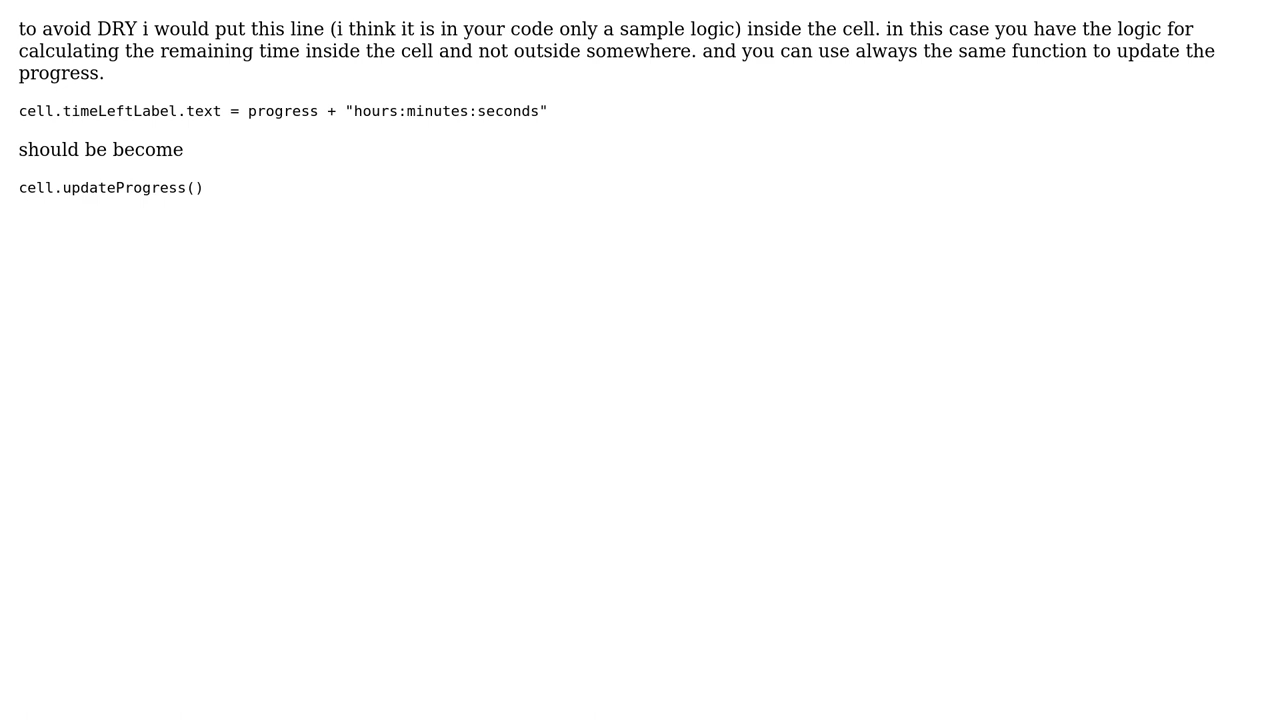 to avoid DRY i would put this line (i think it is in your code only a sample logic) inside the cell. in this case you have the logic for
calculating the remaining time inside the cell and not outside somewhere. and you can use always the same function to update the
progress.
cell.timeLeftLabel.text = progress + "hours:minutes:seconds"
should be become
cell.updateProgress()